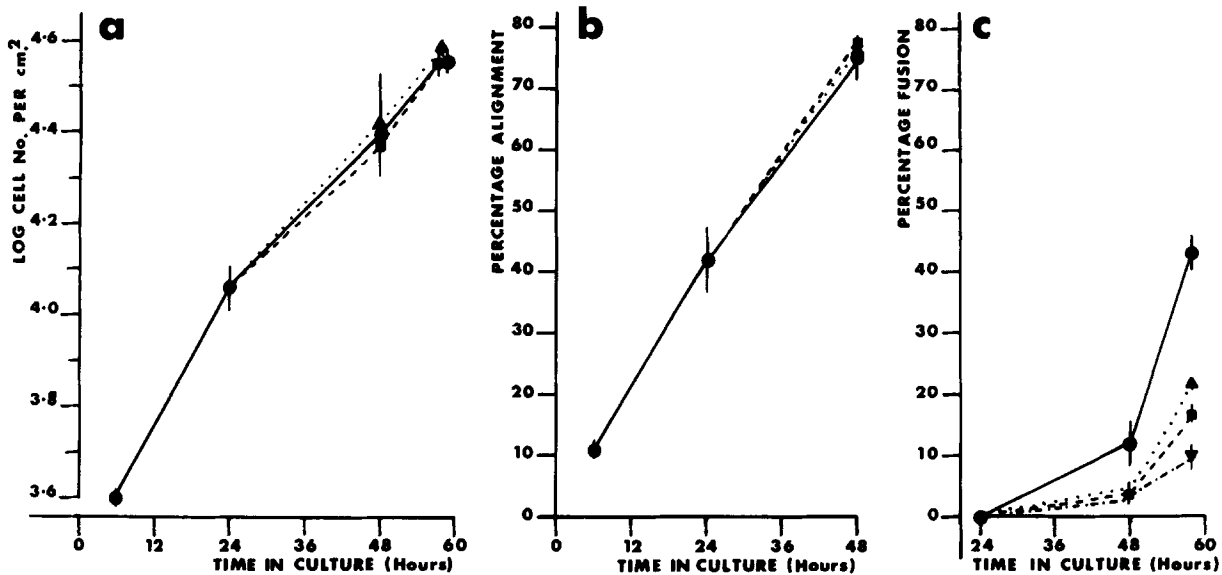 a
LOG CELL No. PER cm.2
4·6
4·4
4·2
4·0
3·8
3·6
0 12 24 36 48 60
TIME IN CULTURE (Hours)
b
PERCENTAGE ALIGNMENT
80
70
60
50
40
30
20
10
0
0 12 24 36 48
TIME IN CULTURE (Hours)
c
PERCENTAGE FUSION
80
70
60
50
40
30
20
10
0
24 36 48 60
TIME IN CULTURE (Hours)